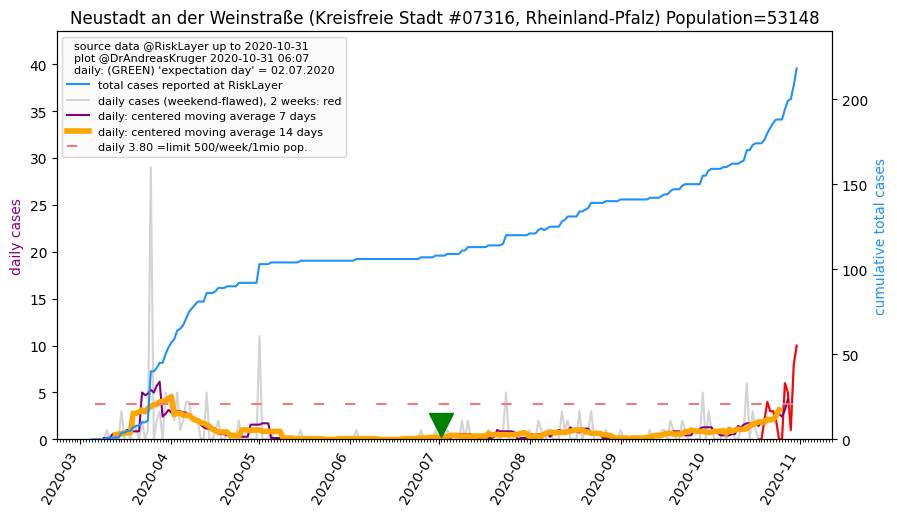 Neustadt an der Weinstraße (Kreisfreie Stadt #07316, Rheinland-Pfalz) Population=53148
source data @RiskLayer up to 2020-10-31
plot @DrAndreasKruger 2020-10-31 06:07
daily: (GREEN) 'expectation day' = 02.07.2020
total cases reported at RiskLayer
daily cases (weekend-flawed), 2 weeks: red
daily: centered moving average 7 days
daily: centered moving average 14 days
daily 3.80 =limit 500/week/1mio pop.
daily cases
40
35
30
25
20
15
10
5
0
cumulative total cases
200
150
100
50
0
2020-03
2020-04
2020-05
2020-06
2020-07
2020-08
2020-09
2020-10
2020-11